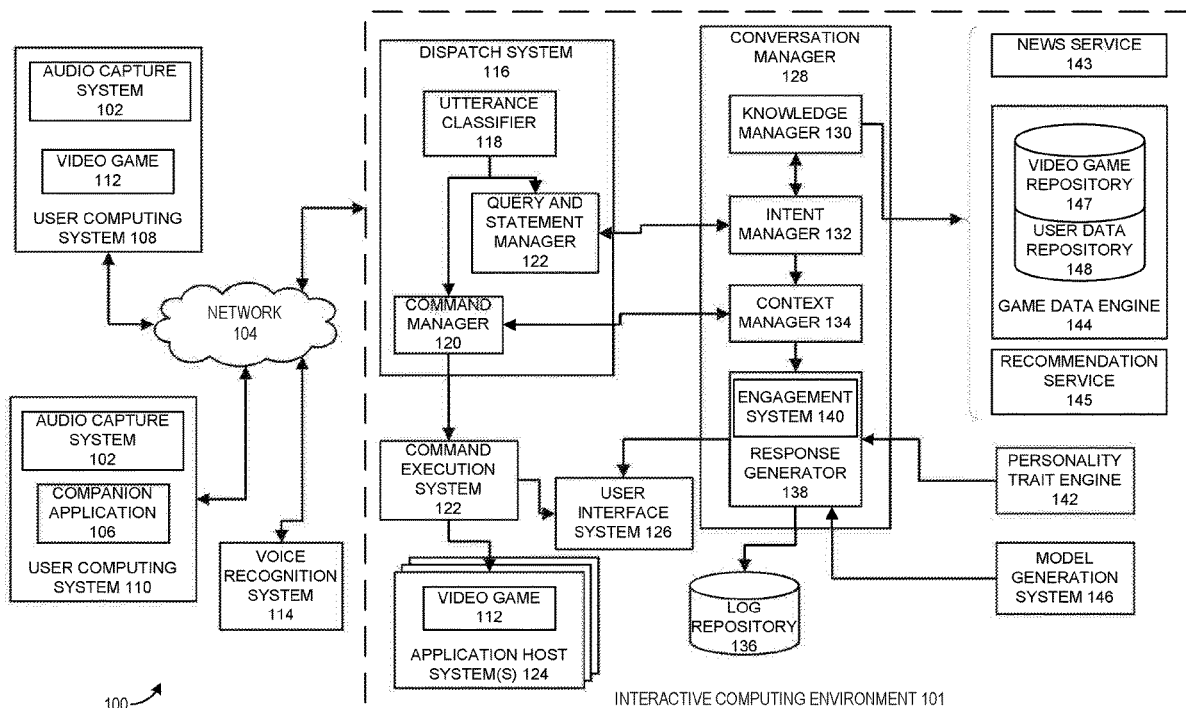 AUDIO CAPTURE
SYSTEM
102
VIDEO GAME
112
USER COMPUTING
SYSTEM 108
NETWORK
104
AUDIO CAPTURE
SYSTEM
102
COMPANION
APPLICATION
106
USER COMPUTING
SYSTEM 110
VOICE
RECOGNITION
SYSTEM
114
100
DISPATCH SYSTEM
116
UTTERANCE
CLASSIFIER
118
QUERY AND
STATEMENT
MANAGER
122
COMMAND
MANAGER
120
COMMAND
EXECUTION
SYSTEM
122
VIDEO GAME
112
APPLICATION HOST
SYSTEM(S) 124
USER
INTERFACE
SYSTEM 126
CONVERSATION
MANAGER
128
KNOWLEDGE
MANAGER 130
INTENT
MANAGER 132
CONTEXT
MANAGER 134
ENGAGEMENT
SYSTEM 140
RESPONSE
GENERATOR
138
LOG
REPOSITORY
136
NEWS SERVICE
143
VIDEO GAME
REPOSITORY
147
USER DATA
REPOSITORY
148
GAME DATA ENGINE
144
RECOMMENDATION
SERVICE
145
PERSONALITY
TRAIT ENGINE
142
MODEL
GENERATION
SYSTEM 146
INTERACTIVE COMPUTING ENVIRONMENT 101